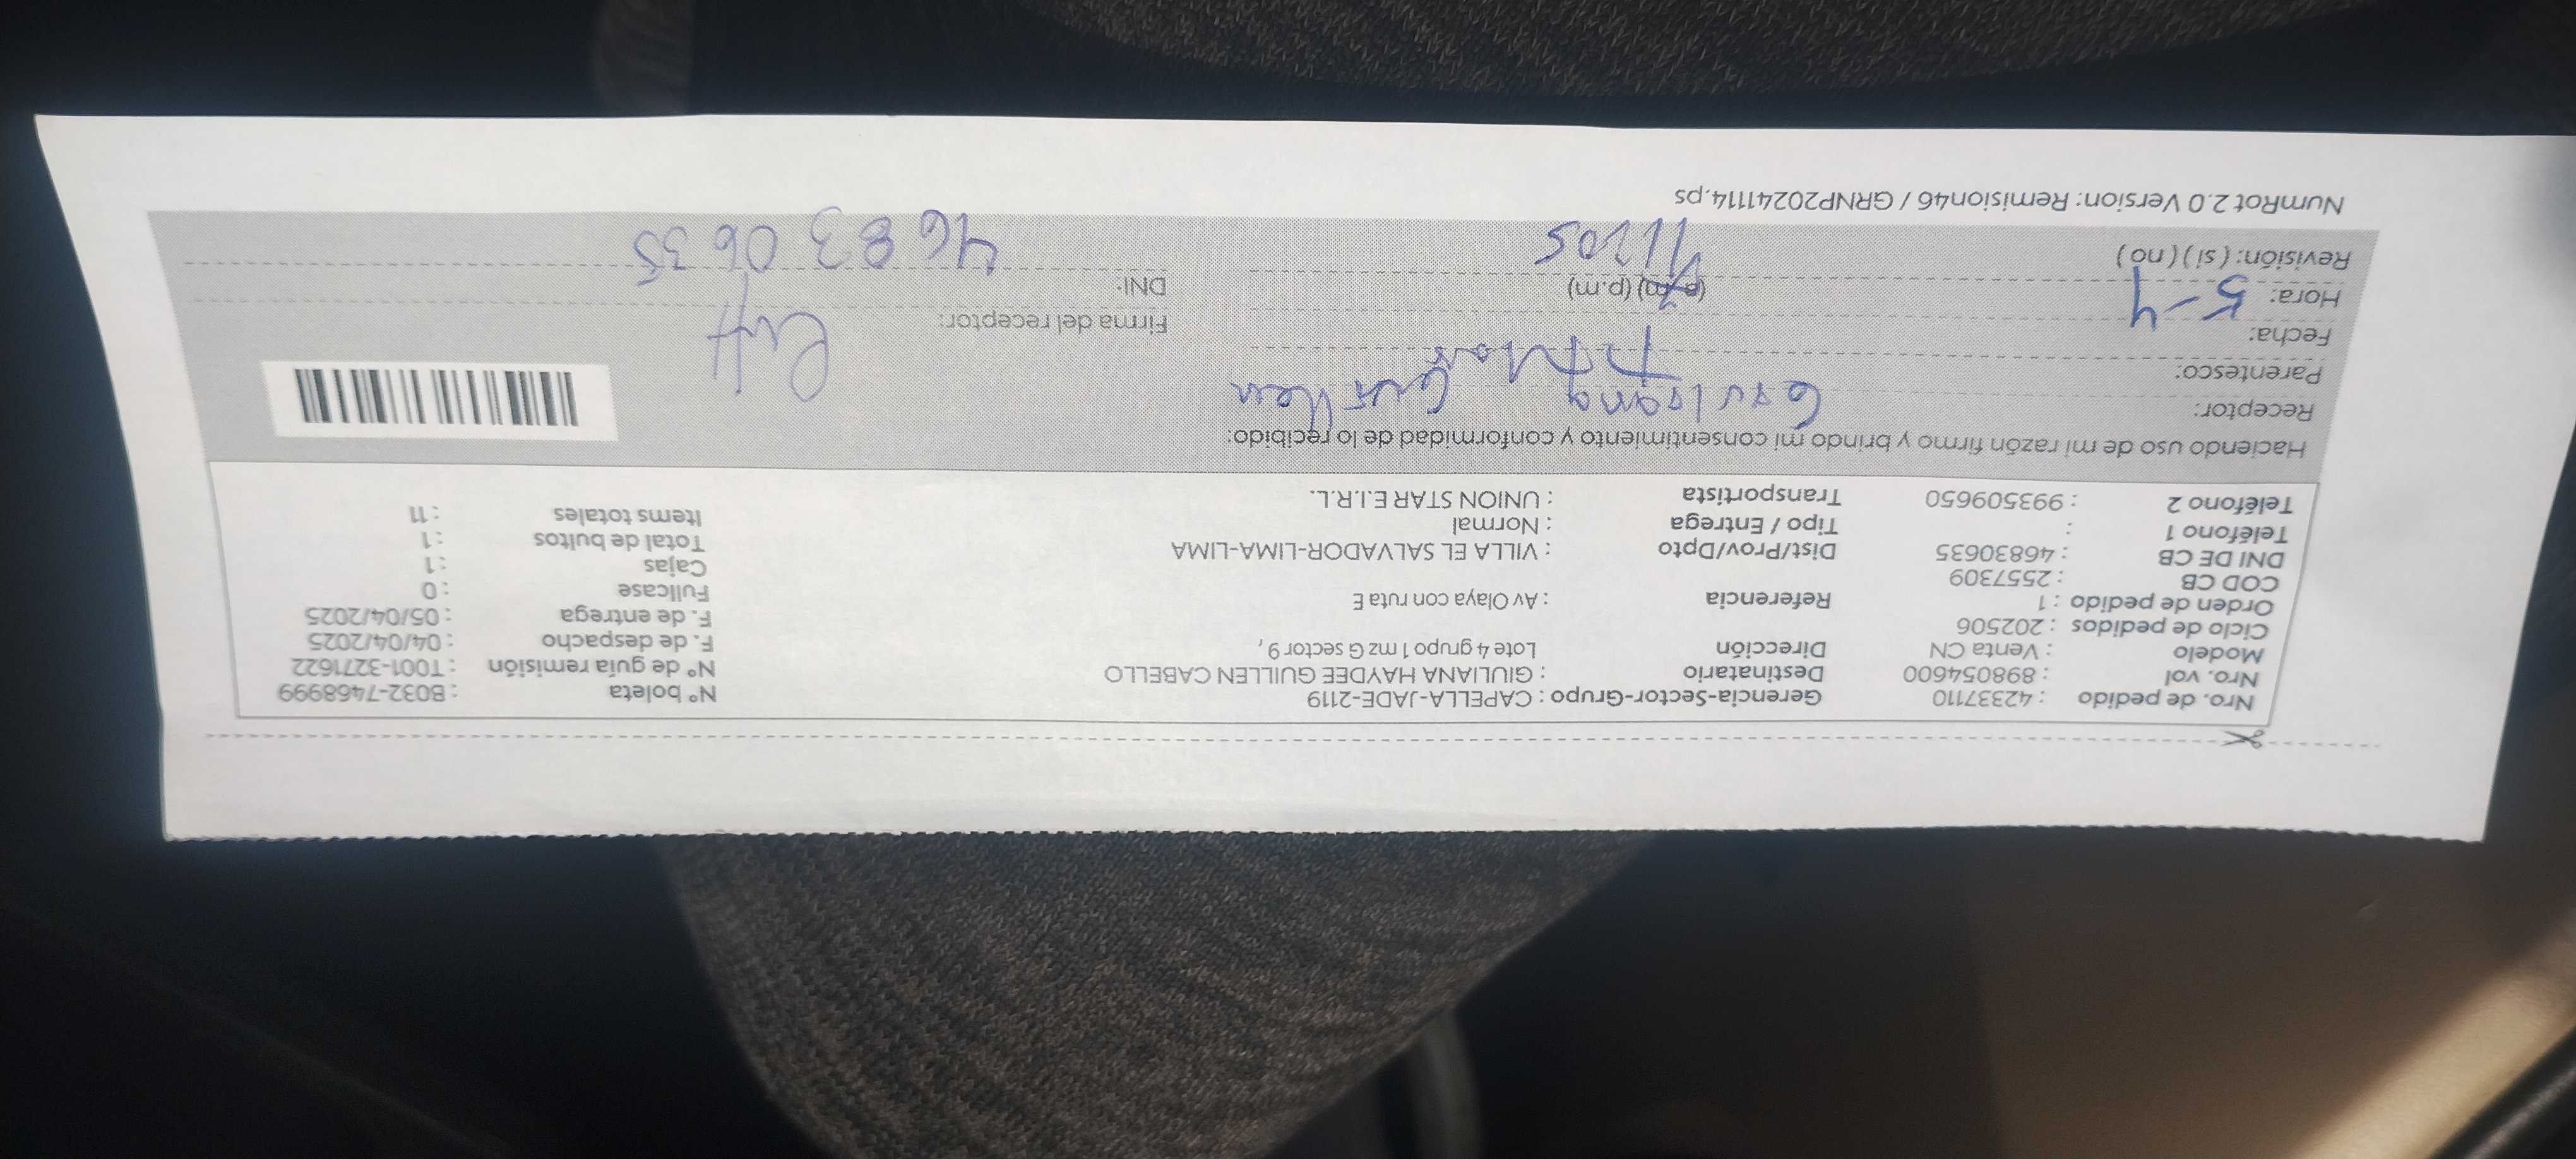 Nro. de pedido : 42337110 Gerencia-Sector-Grupo : CAPELLA-JADE-2119 N° boleta : B032-7468999
Nro. vol : 898054600 Destinatario : GIULIANA HAYDEE GUILLEN CABELLO N° de guía remisión : T001-3271622
Modelo : Venta CN Dirección Lote 4 grupo 1 mz G sector 9, F. de despacho : 04/04/2025
Ciclo de pedidos : 202506 F. de entrega : 05/04/2025
Orden de pedido : 1 Referencia : Av Olaya con ruta E Fullcase : 0
COD CB : 2557309 Cajas : 1
DNI DE CB : 46830635 Dist/Prov/Dpto : VILLA EL SALVADOR-LIMA-LIMA Total de bultos : 1
Teléfono 1 : Tipo / Entrega : Normal Items totales : 11
Teléfono 2 : 993509650 Transportista : UNION STAR E.I.R.L.
Haciendo uso de mi razón firmo y brindo mi consentimiento y conformidad de lo recibido:
Receptor: Giuliana Guillen
Parentesco: Titular
Fecha: 5-4 Firma del receptor:
Hora: 11:205 (a.m) (p.m) DNI: 46830635
Revisión: ( si ) ( no )
NumRot 2.0 Version: Remision46 / GRNP20241114.ps